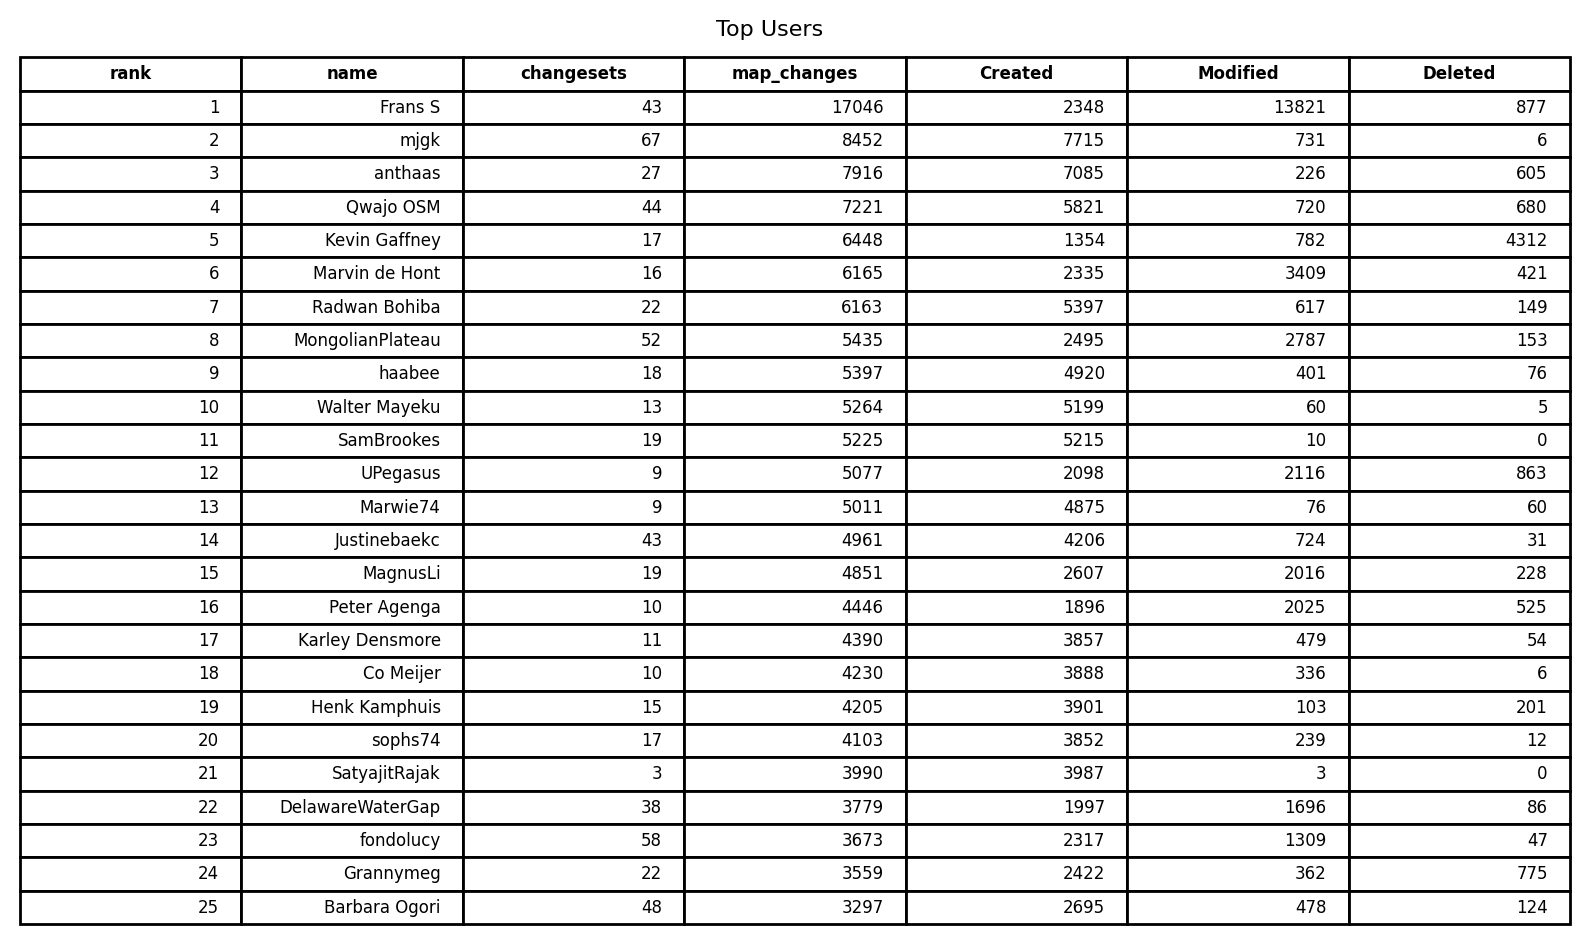 Top Users
rank name changesets map_changes Created Modified Deleted
1 Frans S 43 17046 2348 13821 877
2 mjgk 67 8452 7715 731 6
3 anthaas 27 7916 7085 226 605
4 Qwajo OSM 44 7221 5821 720 680
5 Kevin Gaffney 17 6448 1354 782 4312
6 Marvin de Hont 16 6165 2335 3409 421
7 Radwan Bohiba 22 6163 5397 617 149
8 MongolianPlateau 52 5435 2495 2787 153
9 haabee 18 5397 4920 401 76
10 Walter Mayeku 13 5264 5199 60 5
11 SamBrookes 19 5225 5215 10 0
12 UPegasus 9 5077 2098 2116 863
13 Marwie74 9 5011 4875 76 60
14 Justinebaekc 43 4961 4206 724 31
15 MagnusLi 19 4851 2607 2016 228
16 Peter Agenga 10 4446 1896 2025 525
17 Karley Densmore 11 4390 3857 479 54
18 Co Meijer 10 4230 3888 336 6
19 Henk Kamphuis 15 4205 3901 103 201
20 sophs74 17 4103 3852 239 12
21 SatyajitRajak 3 3990 3987 3 0
22 DelawareWaterGap 38 3779 1997 1696 86
23 fondolucy 58 3673 2317 1309 47
24 Grannymeg 22 3559 2422 362 775
25 Barbara Ogori 48 3297 2695 478 124